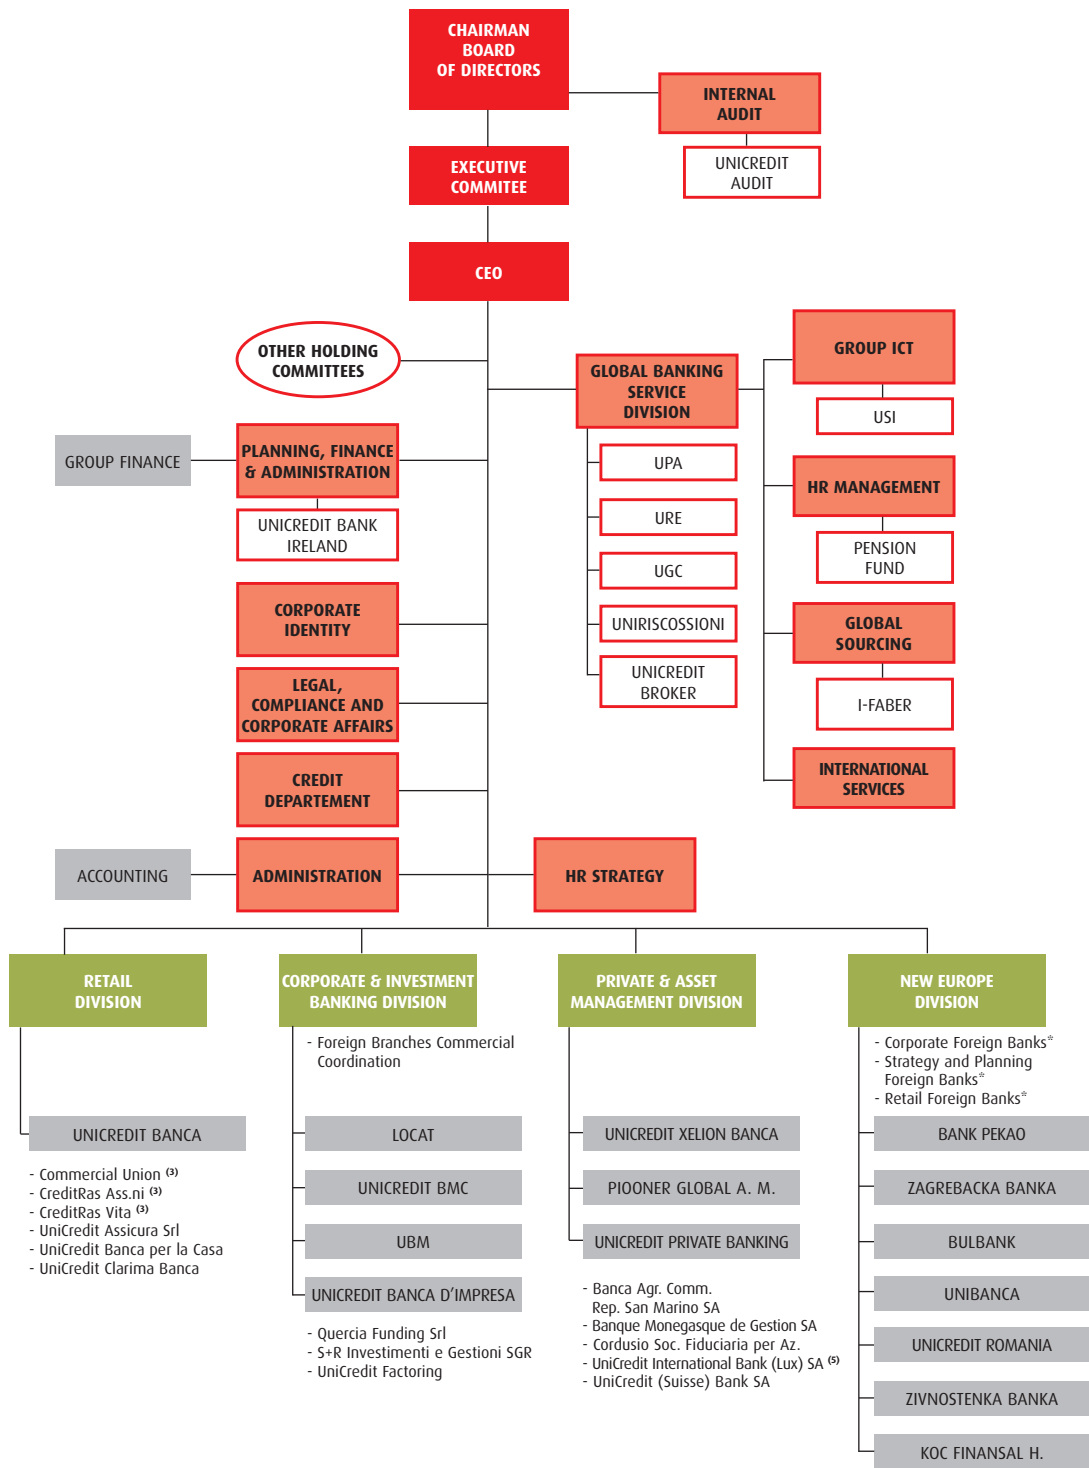 CHAIRMAN
BOARD
OF DIRECTORS
INTERNAL
AUDIT
UNICREDIT
AUDIT
EXECUTIVE
COMMITEE
CEO
OTHER HOLDING
COMMITTEES
GROUP FINANCE
PLANNING, FINANCE
& ADMINISTRATION
UNICREDIT BANK
IRELAND
CORPORATE
IDENTITY
LEGAL,
COMPLIANCE AND
CORPORATE AFFAIRS
CREDIT
DEPARTEMENT
ACCOUNTING
ADMINISTRATION
HR STRATEGY
GLOBAL BANKING
SERVICE
DIVISION
UPA
URE
UGC
UNIRISCOSSIONI
UNICREDIT
BROKER
GROUP ICT
USI
HR MANAGEMENT
PENSION
FUND
GLOBAL
SOURCING
I-FABER
INTERNATIONAL
SERVICES
RETAIL
DIVISION
UNICREDIT BANCA
- Commercial Union (3)
- CreditRas Ass.ni (3)
- CreditRas Vita (3)
- UniCredit Assicura Srl
- UniCredit Banca per la Casa
- UniCredit Clarima Banca
CORPORATE & INVESTMENT
BANKING DIVISION
- Foreign Branches Commercial
Coordination
LOCAT
UNICREDIT BMC
UBM
UNICREDIT BANCA D'IMPRESA
- Quercia Funding Srl
- S+R Investimenti e Gestioni SGR
- UniCredit Factoring
PRIVATE & ASSET
MANAGEMENT DIVISION
UNICREDIT XELION BANCA
PIOONER GLOBAL A. M.
UNICREDIT PRIVATE BANKING
- Banca Agr. Comm.
Rep. San Marino SA
- Banque Monegasque de Gestion SA
- Cordusio Soc. Fiduciaria per Az.
- UniCredit International Bank (Lux) SA (5)
- UniCredit (Suisse) Bank SA
NEW EUROPE
DIVISION
- Corporate Foreign Banks*
- Strategy and Planning
Foreign Banks*
- Retail Foreign Banks*
BANK PEKAO
ZAGREBACKA BANKA
BULBANK
UNIBANCA
UNICREDIT ROMANIA
ZIVNOSTENKA BANKA
KOC FINANSAL H.